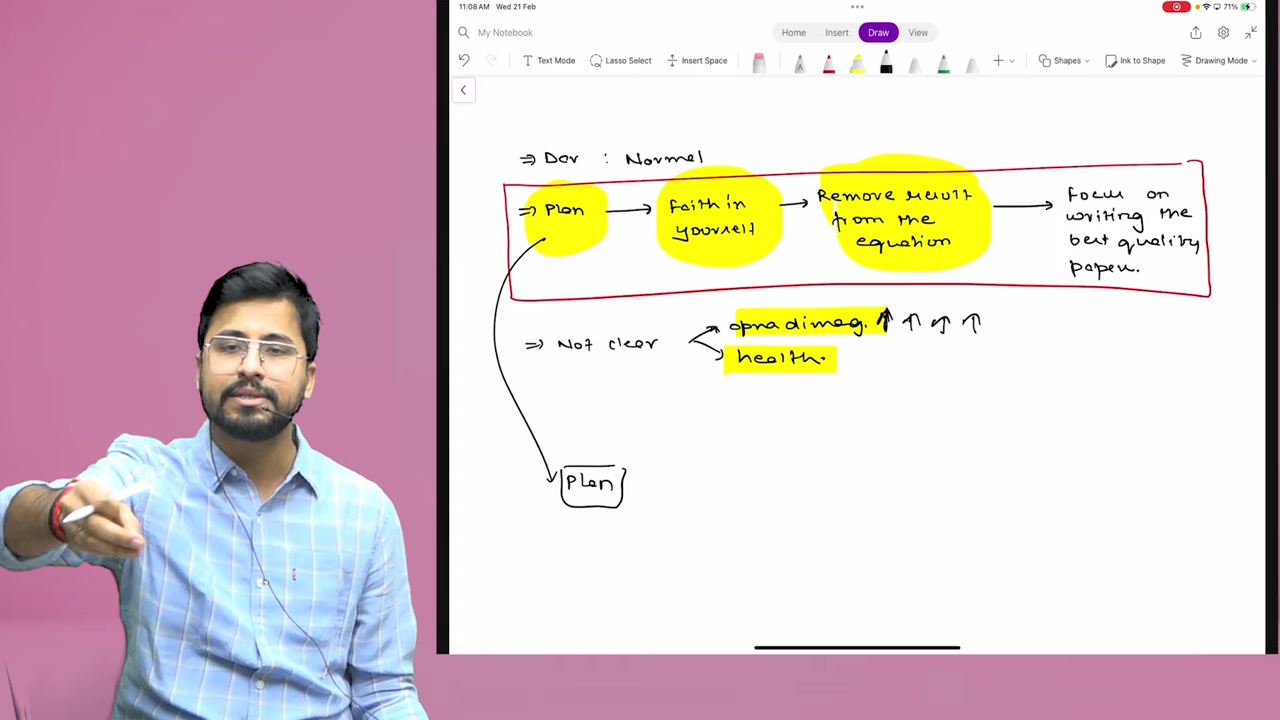 11:08 AM Wed 21 Feb
71%
My Notebook
Home Insert Draw View
Text Mode Lasso Select Insert Space Shapes Ink to Shape Drawing Mode
⇒ Dar : Normal
⇒ Plan → Faith in yourself → Remove result from the equation → Focus on writing the best quality paper.
⇒ Not clear
apna dimag. ↑ ↑ ↑ ↑
health.
Plan